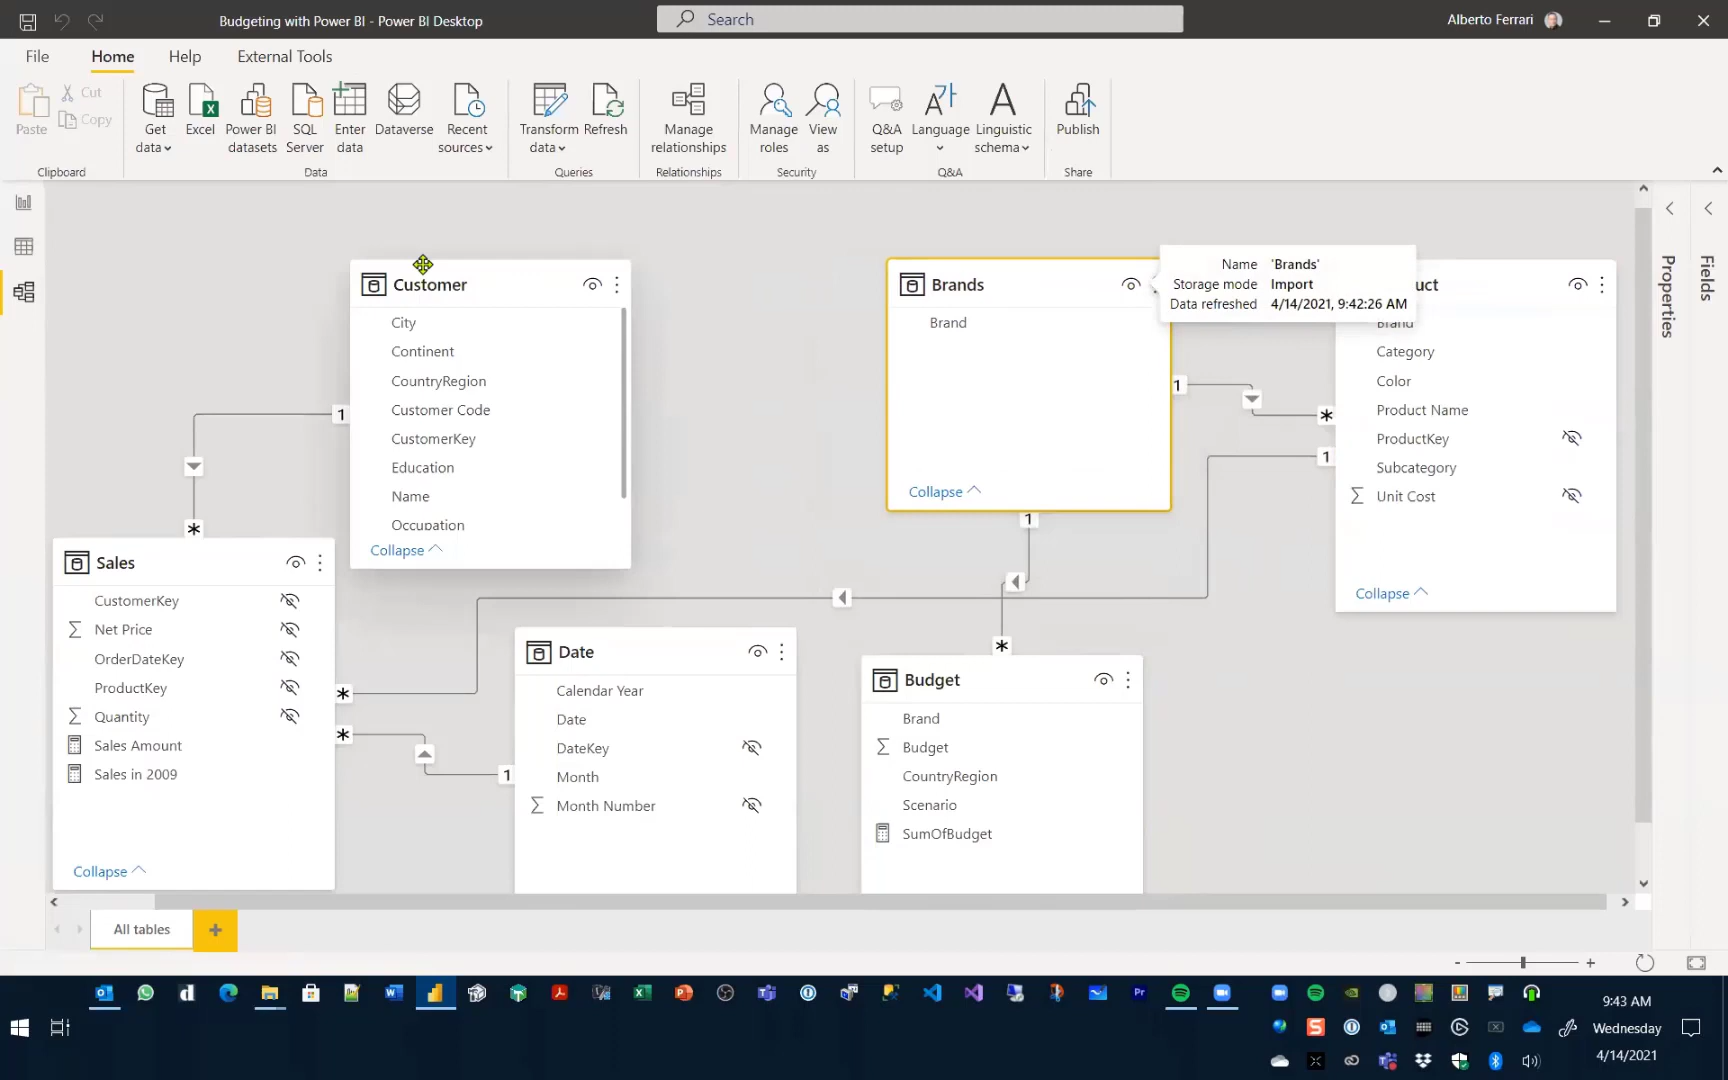 Budgeting with Power BI - Power BI Desktop
Search
Alberto Ferrari
File
Home
Help
External Tools
Paste
Cut
Copy
Get data
Excel
Power BI datasets
SQL Server
Enter data
Dataverse
Recent sources
Transform data
Refresh
Manage relationships
Manage roles
View as
Q&A setup
Language
Linguistic schema
Publish
Clipboard
Data
Queries
Relationships
Security
Q&A
Share
Customer
City
Continent
CountryRegion
Customer Code
CustomerKey
Education
Name
Occupation
Collapse
Brands
Brand
Collapse
Name 'Brands'
Storage mode Import
Data refreshed 4/14/2021, 9:42:26 AM
uct
Brand
Category
Color
Product Name
ProductKey
Subcategory
Σ Unit Cost
Collapse
Properties
Fields
1
*
1
*
1
1
*
*
*
1
Sales
CustomerKey
Σ Net Price
OrderDateKey
ProductKey
Σ Quantity
Sales Amount
Sales in 2009
Collapse
Date
Calendar Year
Date
DateKey
Month
Σ Month Number
Budget
Brand
Σ Budget
CountryRegion
Scenario
SumOfBudget
All tables
+
- +
9:43 AM
Wednesday
4/14/2021